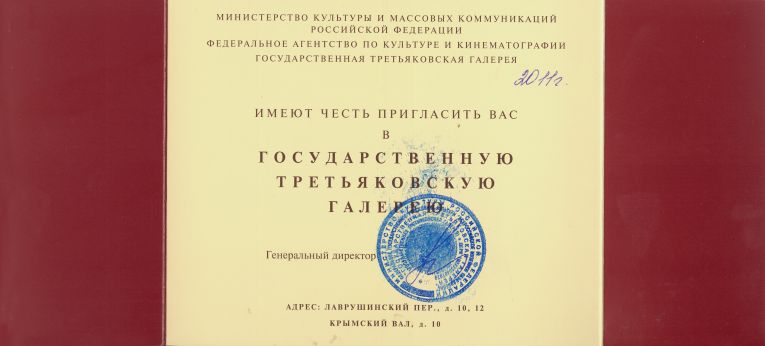 МИНИСТЕРСТВО КУЛЬТУРЫ И МАССОВЫХ КОММУНИКАЦИЙ
РОССИЙСКОЙ ФЕДЕРАЦИИ
ФЕДЕРАЛЬНОЕ АГЕНТСТВО ПО КУЛЬТУРЕ И КИНЕМАТОГРАФИИ
ГОСУДАРСТВЕННАЯ ТРЕТЬЯКОВСКАЯ ГАЛЕРЕЯ
2011г.
ИМЕЮТ ЧЕСТЬ ПРИГЛАСИТЬ ВАС
В
ГОСУДАРСТВЕННУЮ
ТРЕТЬЯКОВСКУЮ
ГАЛЕРЕЮ
Генеральный директор
АДРЕС: ЛАВРУШИНСКИЙ ПЕР., д. 10, 12
КРЫМСКИЙ ВАЛ, д. 10